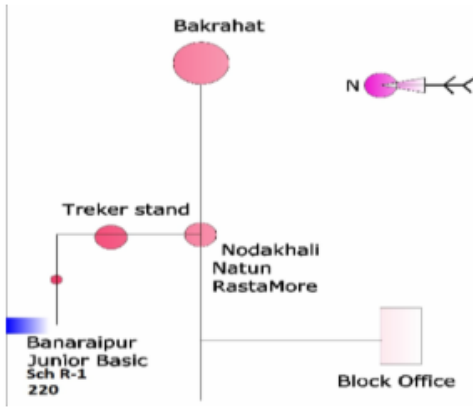 Bakrahat
N
Treker stand
Nodakhali
Natun
RastaMore
Banaraipur
Junior Basic
Sch R-1
220
Block Office